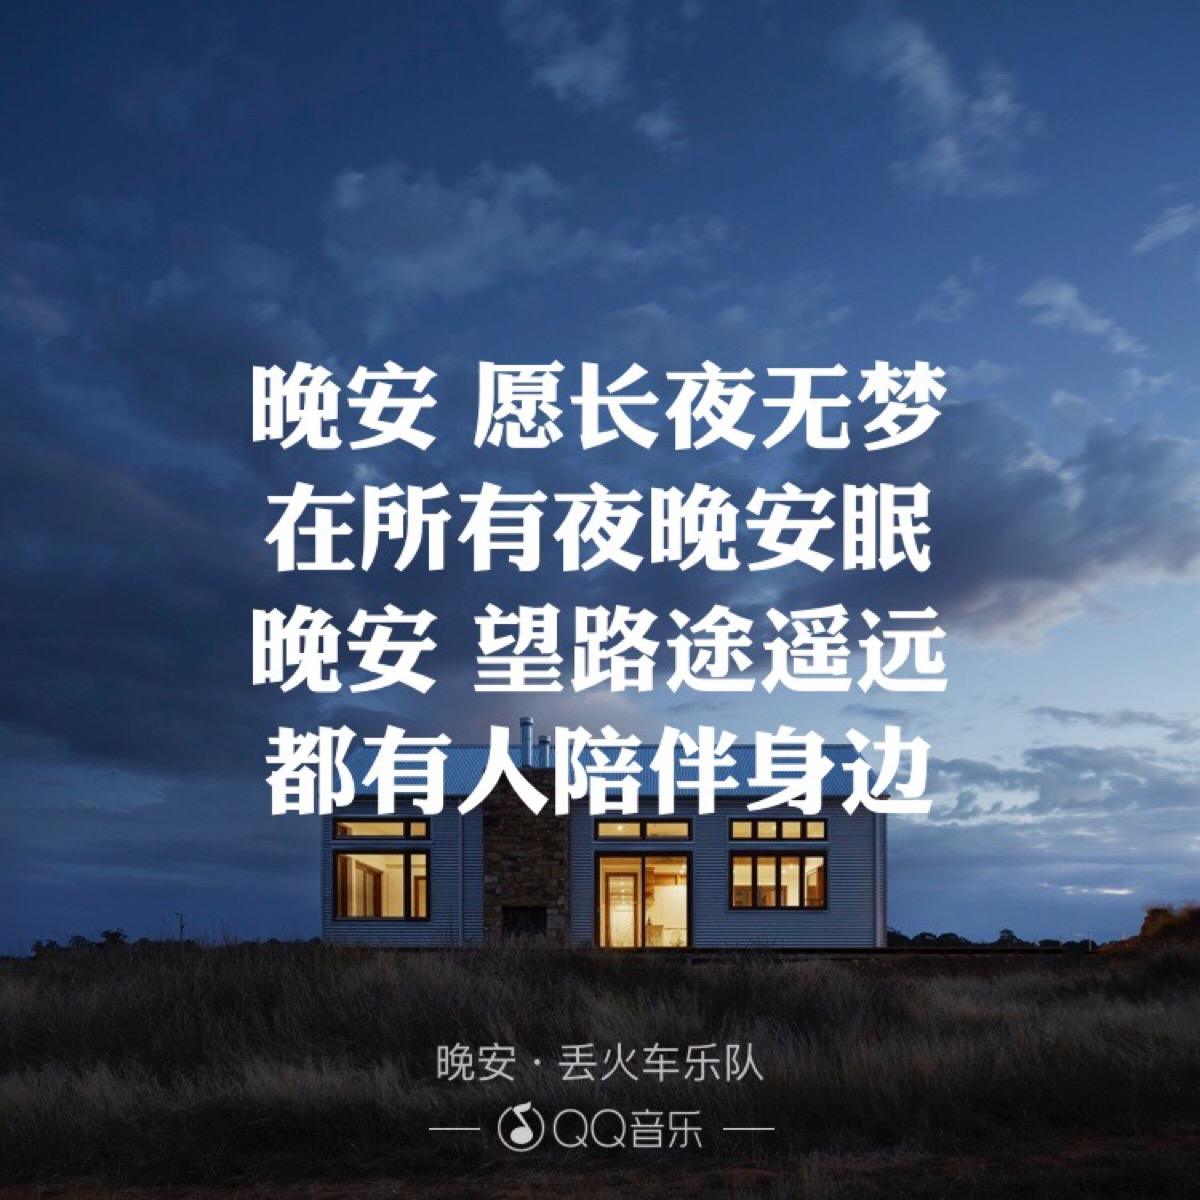 晚安 愿长夜无梦
在所有夜晚安眠
晚安 望路途遥远
都有人陪伴身边
晚安·丢火车乐队
QQ音乐